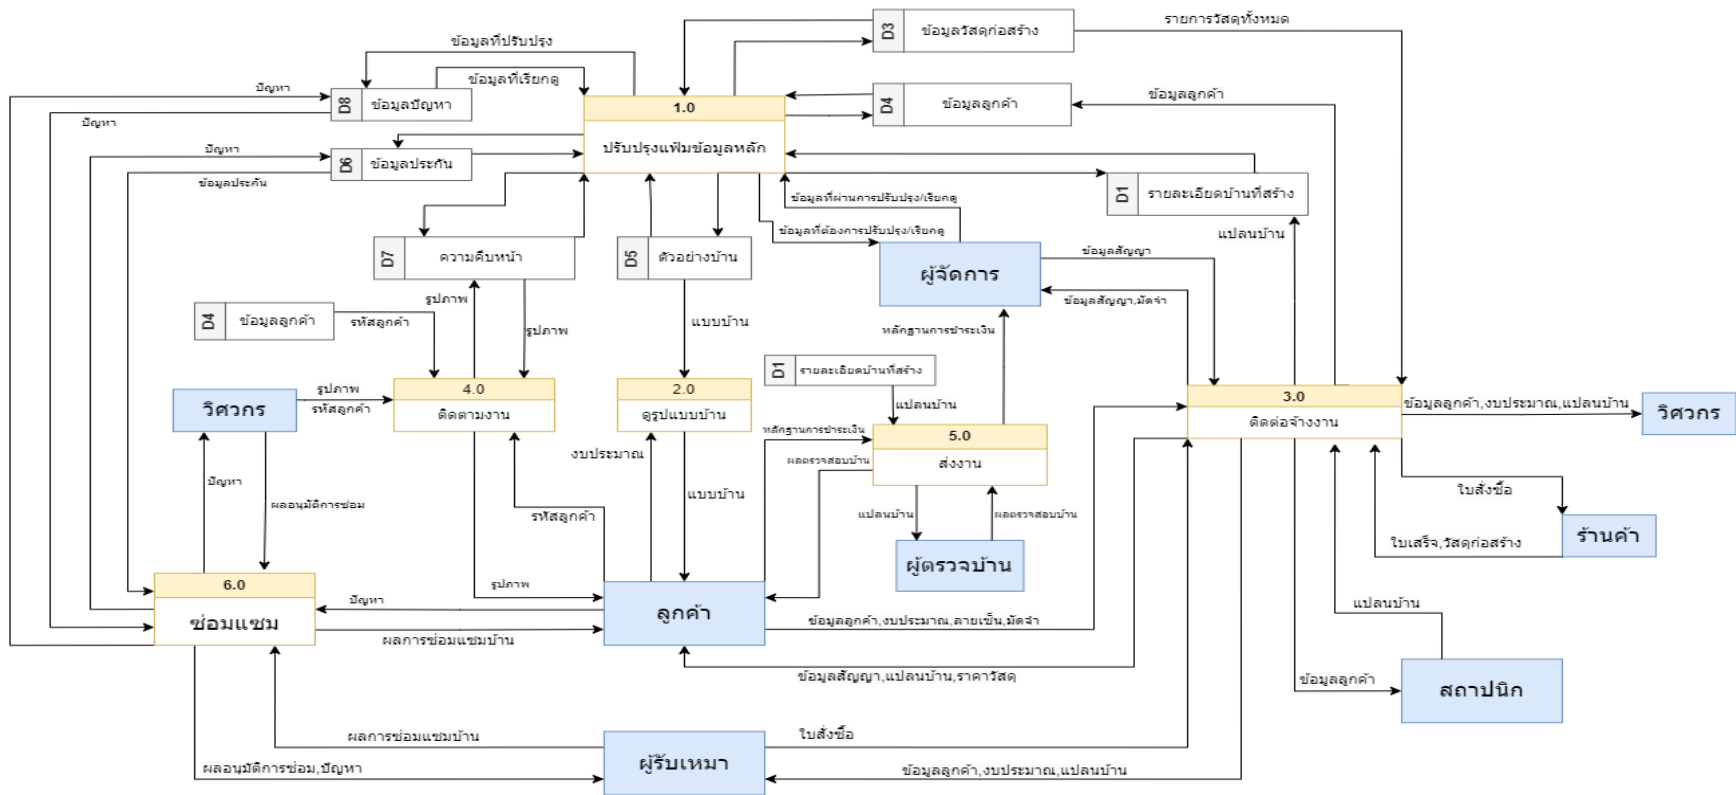 รายการวัสดุทั้งหมด
D3
ข้อมูลวัสดุก่อสร้าง
ข้อมูลที่ปรับปรุง
ข้อมูลที่เรียกดู
ปัญหา
D8
ข้อมูลปัญหา
ปัญหา
1.0
ปรับปรุงแฟ้มข้อมูลหลัก
D4
ข้อมูลลูกค้า
ข้อมูลลูกค้า
ปัญหา
D6
ข้อมูลประกัน
ข้อมูลประกัน
D1
รายละเอียดบ้านที่สร้าง
ข้อมูลที่ผ่านการปรับปรุง/เรียกดู
ข้อมูลที่ต้องการปรับปรุง/เรียกดู
แปลนบ้าน
D7
ความคืบหน้า
D5
ตัวอย่างบ้าน
ผู้จัดการ
ข้อมูลสัญญา
ข้อมูลสัญญา,มัดจำ
รูปภาพ
D4
ข้อมูลลูกค้า
รหัสลูกค้า
รูปภาพ
แบบบ้าน
หลักฐานการชำระเงิน
D1
รายละเอียดบ้านที่สร้าง
วิศวกร
รูปภาพ
รหัสลูกค้า
4.0
ติดตามงาน
2.0
ดูรูปแบบบ้าน
แปลนบ้าน
3.0
ติดต่อจ้างงาน
ข้อมูลลูกค้า,งบประมาณ,แปลนบ้าน
วิศวกร
หลักฐานการชำระเงิน
5.0
ส่งงาน
งบประมาณ
ผลตรวจสอบบ้าน
ปัญหา
ผลอนุมัติการซ่อม
แบบบ้าน
รหัสลูกค้า
แปลนบ้าน
ผลตรวจสอบบ้าน
ใบสั่งซื้อ
ร้านค้า
ใบเสร็จ,วัสดุก่อสร้าง
ผู้ตรวจบ้าน
6.0
ซ่อมแซม
รูปภาพ
ปัญหา
ลูกค้า
ผลการซ่อมแซมบ้าน
ข้อมูลลูกค้า,งบประมาณ,ลายเซ็น,มัดจำ
แปลนบ้าน
ข้อมูลสัญญา,แปลนบ้าน,ราคาวัสดุ
ข้อมูลลูกค้า
สถาปนิก
ผลการซ่อมแซมบ้าน
ใบสั่งซื้อ
ผู้รับเหมา
ผลอนุมัติการซ่อม,ปัญหา
ข้อมูลลูกค้า,งบประมาณ,แปลนบ้าน